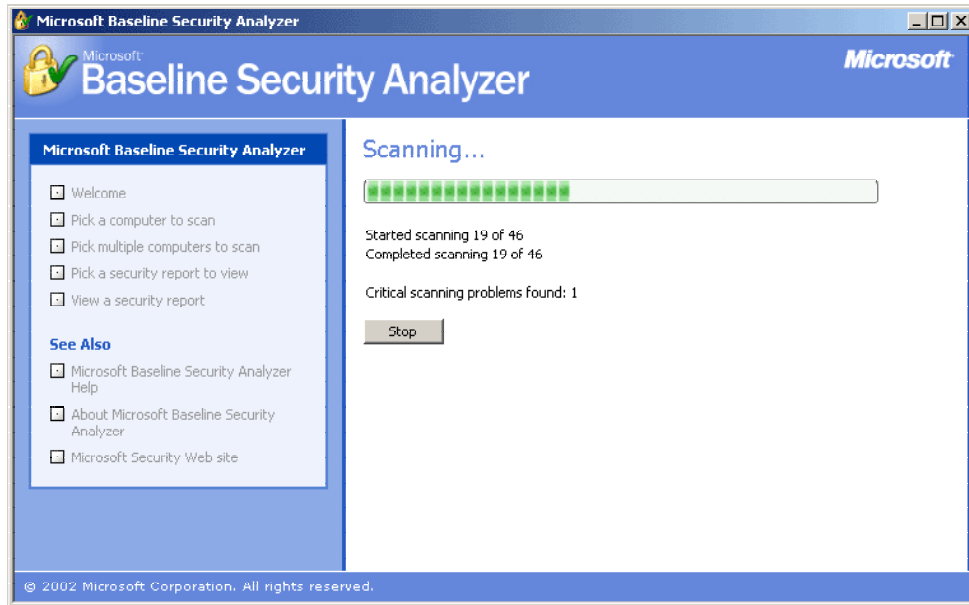 Microsoft Baseline Security Analyzer
Microsoft
Baseline Security Analyzer
Microsoft
Microsoft Baseline Security Analyzer
Welcome
Pick a computer to scan
Pick multiple computers to scan
Pick a security report to view
View a security report
See Also
Microsoft Baseline Security Analyzer
Help
About Microsoft Baseline Security
Analyzer
Microsoft Security Web site
Scanning...
Started scanning 19 of 46
Completed scanning 19 of 46
Critical scanning problems found: 1
Stop
© 2002 Microsoft Corporation. All rights reserved.